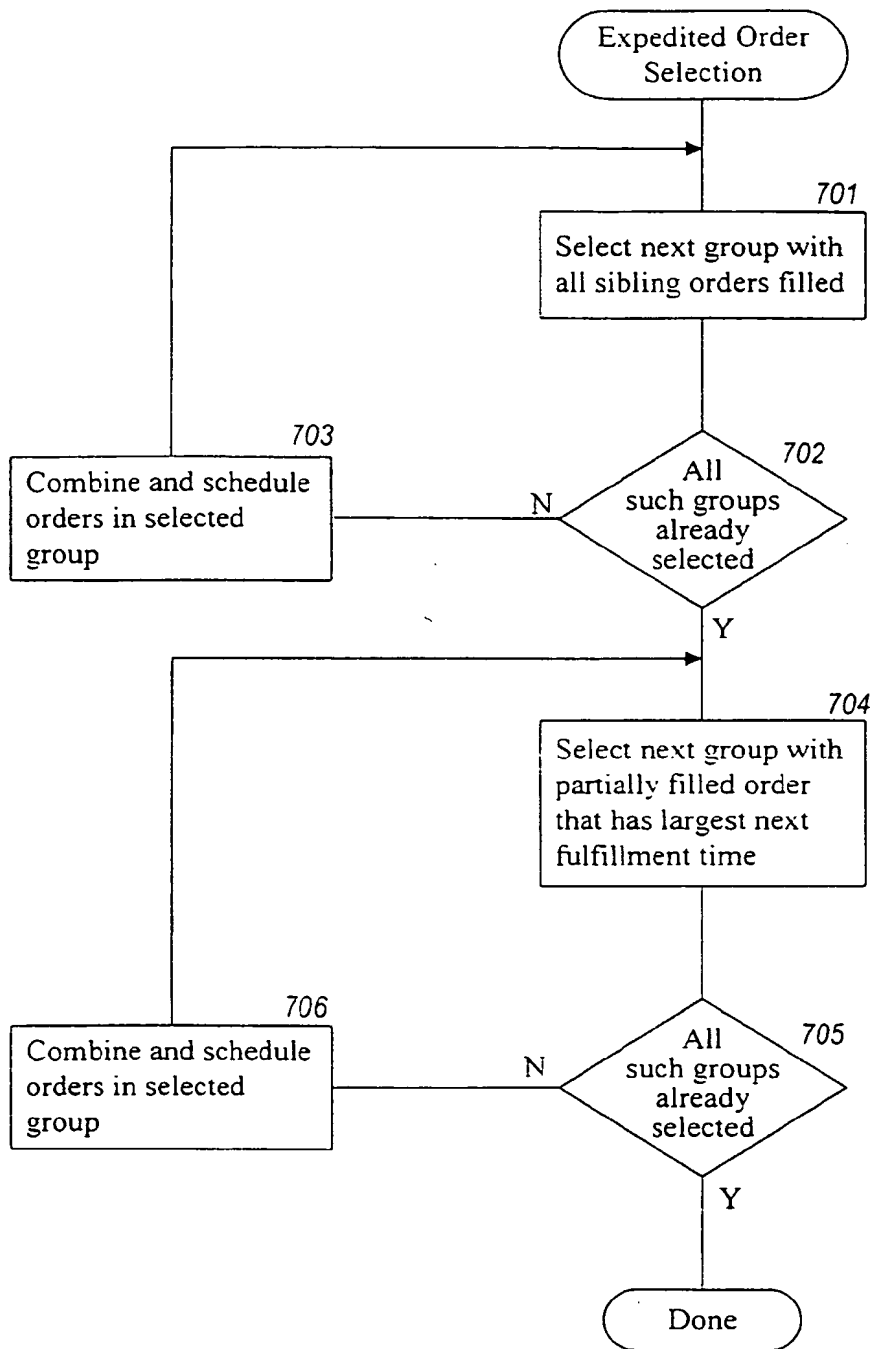 Expedited Order
Selection
701
Select next group with
all sibling orders filled
702
All
such groups
already
selected
N
Y
703
Combine and schedule
orders in selected
group
704
Select next group with
partially filled order
that has largest next
fulfillment time
705
All
such groups
already
selected
N
Y
706
Combine and schedule
orders in selected
group
Done